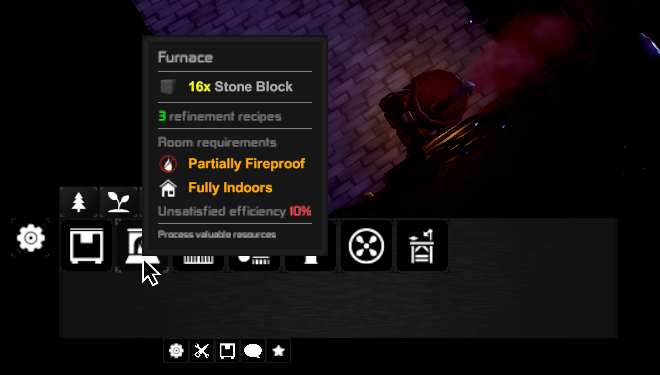 Furnace
16x Stone Block
3 refinement recipes
Room requirements
Partially Fireproof
Fully Indoors
Unsatisfied efficiency 10%
Process valuable resources